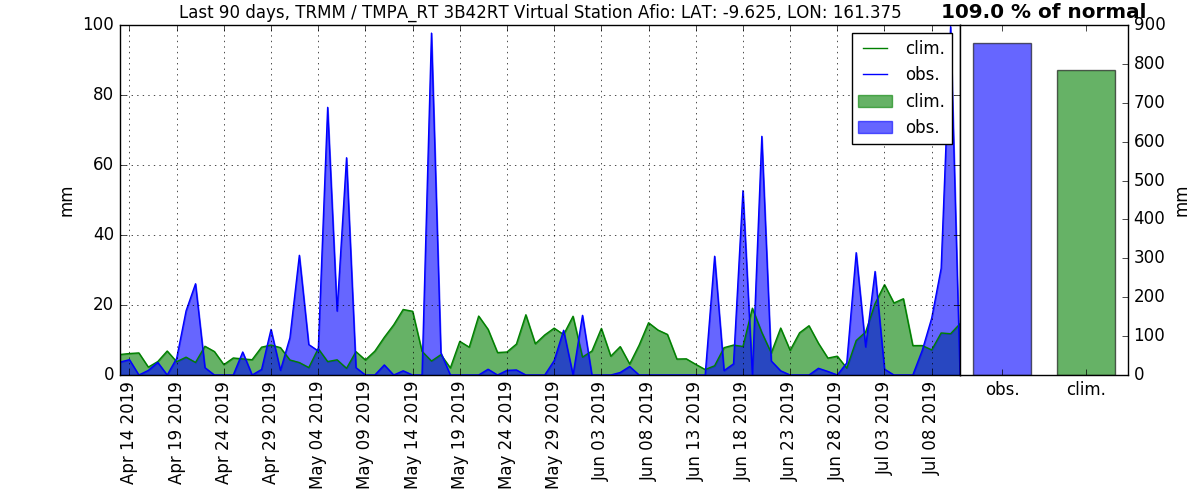 Last 90 days, TRMM / TMPA_RT 3B42RT Virtual Station Afio: LAT: -9.625, LON: 161.375
109.0 % of normal
100
80
60
40
20
0
mm
clim.
obs.
clim.
obs.
900
800
700
600
500
400
300
200
100
0
mm
obs.
clim.
Apr 14 2019
Apr 19 2019
Apr 24 2019
Apr 29 2019
May 04 2019
May 09 2019
May 14 2019
May 19 2019
May 24 2019
May 29 2019
Jun 03 2019
Jun 08 2019
Jun 13 2019
Jun 18 2019
Jun 23 2019
Jun 28 2019
Jul 03 2019
Jul 08 2019